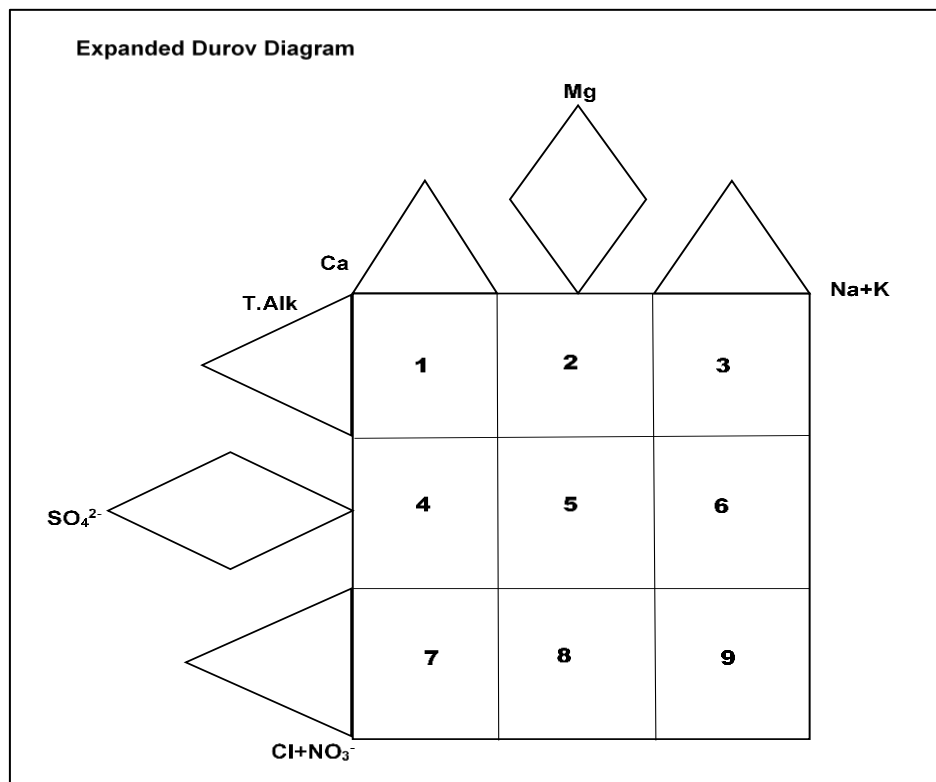 Expanded Durov Diagram
Mg
Ca
Na+K
T.Alk
1
2
3
4
5
6
SO₄²⁻
7
8
9
Cl+NO₃⁻